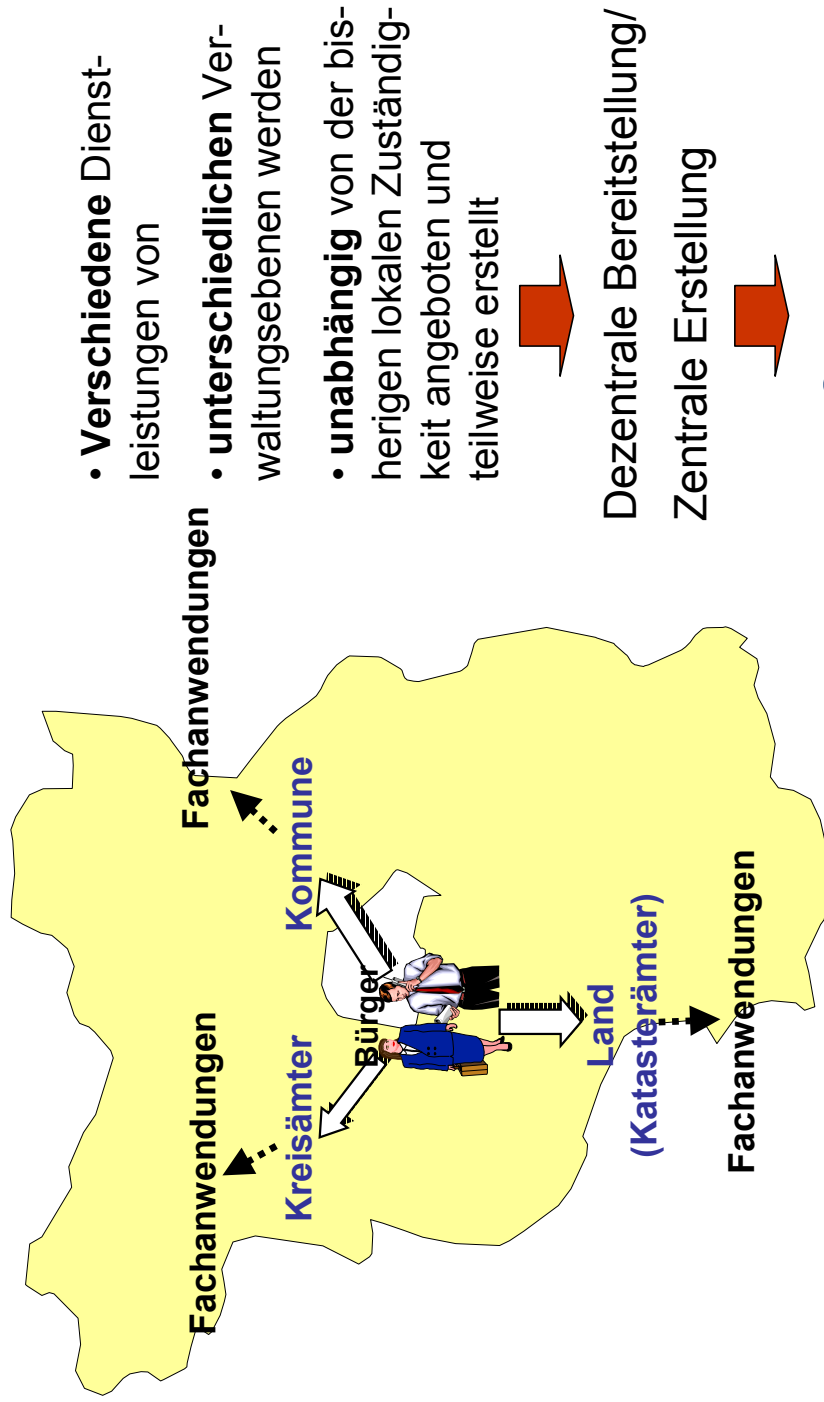 Fachanwendungen
Fachanwendungen
Kreisämter
Kommune
Bürger
Land
(Katasterämter)
Fachanwendungen
• Verschiedene Dienst-
leistungen von
• unterschiedlichen Ver-
waltungsebenen werden
• unabhängig von der bis-
herigen lokalen Zuständig-
keit angeboten und
teilweise erstellt
Dezentrale Bereitstellung/
Zentrale Erstellung